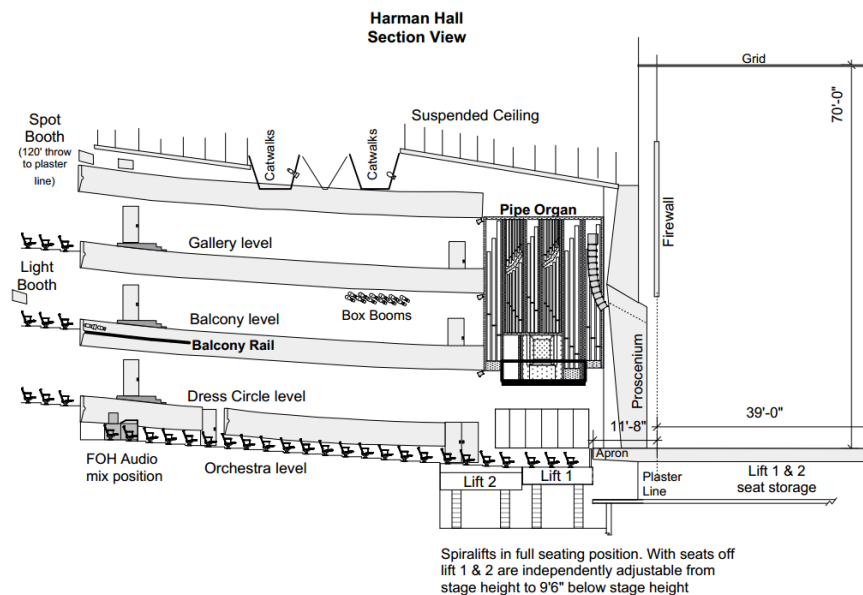 Harman Hall
Section View
Grid
70'-0"
Spot
Booth
(120' throw
to plaster
line)
Suspended Ceiling
Catwalks
Catwalks
Pipe Organ
Firewall
Gallery level
Light
Booth
Box Booms
Balcony level
Balcony Rail
Proscenium
Dress Circle level
39'-0"
11'-8"
FOH Audio
mix position
Orchestra level
Apron
Lift 2
Lift 1
Plaster
Line
Lift 1 & 2
seat storage
Spiralifts in full seating position. With seats off
lift 1 & 2 are independently adjustable from
stage height to 9'6" below stage height